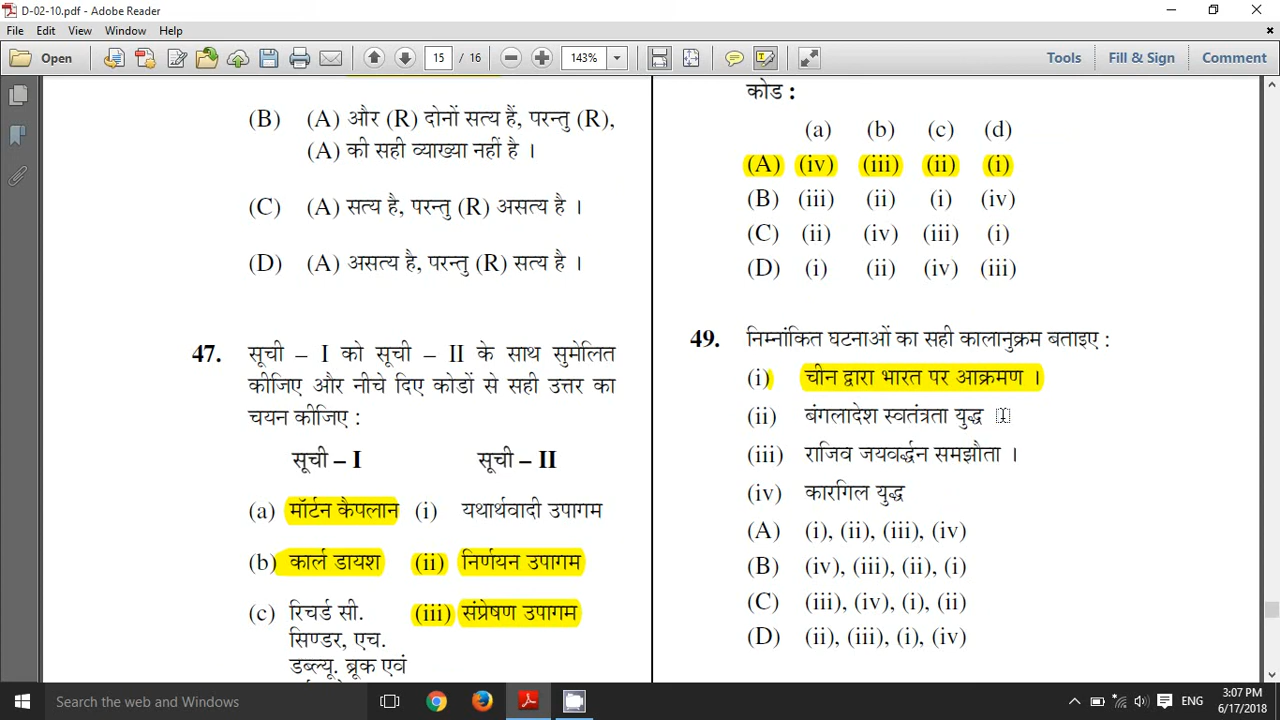 D-02-10.pdf - Adobe Reader
File Edit View Window Help
Open 15 / 16 143% Tools Fill & Sign Comment
(B) (A) और (R) दोनों सत्य हैं, परन्तु (R),
(A) की सही व्याख्या नहीं है ।
(C) (A) सत्य है, परन्तु (R) असत्य है ।
(D) (A) असत्य है, परन्तु (R) सत्य है ।
47. सूची – I को सूची – II के साथ सुमेलित
कीजिए और नीचे दिए कोडों से सही उत्तर का
चयन कीजिए :
सूची – I सूची – II
(a) मॉर्टन कैपलान (i) यथार्थवादी उपागम
(b) कार्ल डायश (ii) निर्णयन उपागम
(c) रिचर्ड सी. (iii) संप्रेषण उपागम
सिण्डर, एच.
डब्ल्यू. ब्रूक एवं
कोड :
(a) (b) (c) (d)
(A) (iv) (iii) (ii) (i)
(B) (iii) (ii) (i) (iv)
(C) (ii) (iv) (iii) (i)
(D) (i) (ii) (iv) (iii)
49. निम्नांकित घटनाओं का सही कालानुक्रम बताइए :
(i) चीन द्वारा भारत पर आक्रमण ।
(ii) बंगलादेश स्वतंत्रता युद्ध
(iii) राजिव जयवर्द्धन समझौता ।
(iv) कारगिल युद्ध
(A) (i), (ii), (iii), (iv)
(B) (iv), (iii), (ii), (i)
(C) (iii), (iv), (i), (ii)
(D) (ii), (iii), (i), (iv)
Search the web and Windows
ENG
3:07 PM
6/17/2018